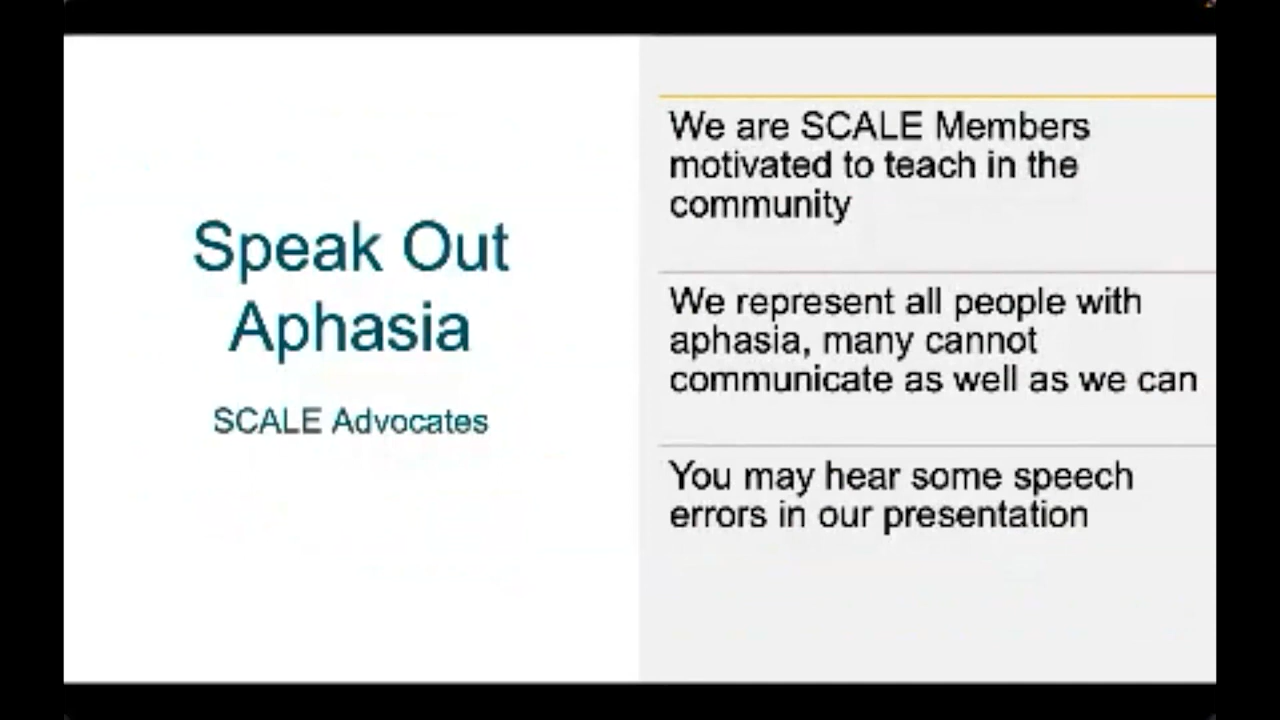 Speak Out
Aphasia
SCALE Advocates
We are SCALE Members
motivated to teach in the
community
We represent all people with
aphasia, many cannot
communicate as well as we can
You may hear some speech
errors in our presentation